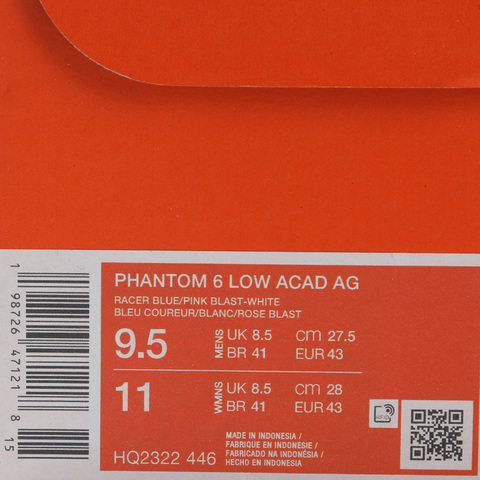 PHANTOM 6 LOW ACAD AG
RACER BLUE/PINK BLAST-WHITE
BLEU COUREUR/BLANC/ROSE BLAST
9.5 MENS UK 8.5 cm 27.5
BR 41 EUR 43
11 WMNS UK 8.5 cm 28
BR 41 EUR 43
MADE IN INDONESIA /
FABRIQUE EN INDONESIE /
FABRICADO NA INDONÉSIA /
HQ2322 446 HECHO EN INDONESIA
RFID
1 98726 47121 8 15